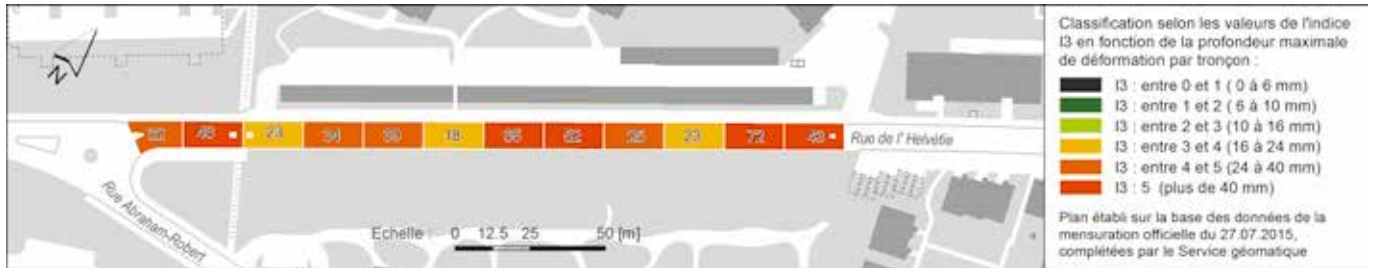 Classification selon les valeurs de l'indice
I3 en fonction de la profondeur maximale
de déformation par tronçon :
I3 : entre 0 et 1 ( 0 à 6 mm)
I3 : entre 1 et 2 ( 6 à 10 mm)
I3 : entre 2 et 3 (10 à 16 mm)
I3 : entre 3 et 4 (16 à 24 mm)
I3 : entre 4 et 5 (24 à 40 mm)
I3 : 5 (plus de 40 mm)
Plan établi sur la base des données de la
mensuration officielle du 27.07.2015,
complétées par le Service géomatique
N
34 18 72
Rue de l' Helvétie
Rue Abraham-Robert
Echelle : 0 12.5 25 50 [m]